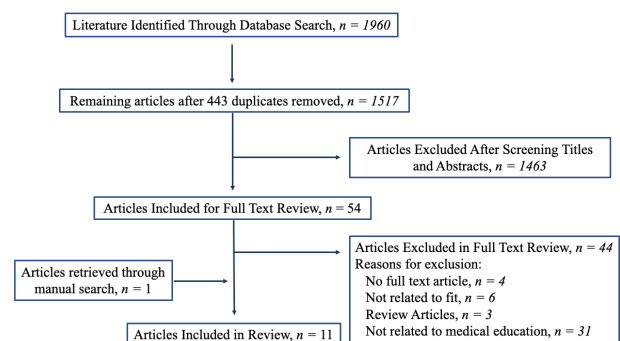 Literature Identified Through Database Search, n = 1960
Remaining articles after 443 duplicates removed, n = 1517
Articles Excluded After Screening Titles
and Abstracts, n = 1463
Articles Included for Full Text Review, n = 54
Articles Excluded in Full Text Review, n = 44
Reasons for exclusion:
No full text article, n = 4
Not related to fit, n = 6
Review Articles, n = 3
Not related to medical education, n = 31
Articles retrieved through
manual search, n = 1
Articles Included in Review, n = 11